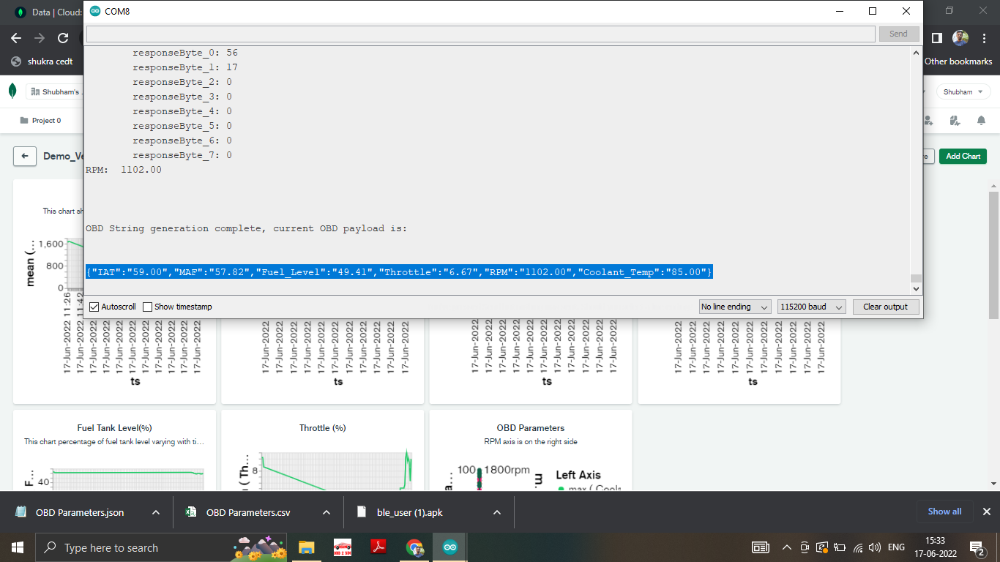 Data | Cloud:
COM8
Send
shukra cedt
Other bookmarks
responseByte_0: 56
responseByte_1: 17
responseByte_2: 0
responseByte_3: 0
responseByte_4: 0
responseByte_5: 0
responseByte_6: 0
responseByte_7: 0
RPM: 1102.00
OBD String generation complete, current OBD payload is:
{"IAT":"59.00","MAF":"57.82","Fuel_Level":"49.41","Throttle":"6.67","RPM":"1102.00","Coolant_Temp":"85.00"}
Autoscroll
Show timestamp
No line ending
115200 baud
Clear output
Shubham's
Shubham
Project 0
Demo_Ve
Add Chart
This chart sh
mean (...
1,600
800
0
17-Jun-2022 11:26
17-Jun-2022 11:42
17-Jun-2022
17-Jun-2022
17-Jun-2022
17-Jun-2022
17-Jun-2022
17-Jun-2022
17-Jun-2022
17-Jun-2022
ts
17-Jun-2022
17-Jun-2022
17-Jun-2022
17-Jun-2022
17-Jun-2022
17-Jun-2022
17-Jun-2022
17-Jun-2022
17-Jun-2022
17-Jun-2022
ts
17-Jun-2022
17-Jun-2022
17-Jun-2022
17-Jun-2022
17-Jun-2022
17-Jun-2022
17-Jun-2022
17-Jun-2022
17-Jun-2022
17-Jun-2022
17-Jun-2022
ts
17-Jun-2022
17-Jun-2022
17-Jun-2022
17-Jun-2022
17-Jun-2022
17-Jun-2022
17-Jun-2022
17-Jun-2022
17-Jun-2022
17-Jun-2022
17-Jun-2022
ts
Fuel Tank Level(%)
This chart percentage of fuel tank level varying with ti...
F...
40
Throttle (%)
( Th...
8
OBD Parameters
RPM axis is on the right side
100
1800rpm
a...
m...
Left Axis
max ( Coola
OBD Parameters.json
OBD Parameters.csv
ble_user (1).apk
Show all
Type here to search
ENG
15:33
17-06-2022
2